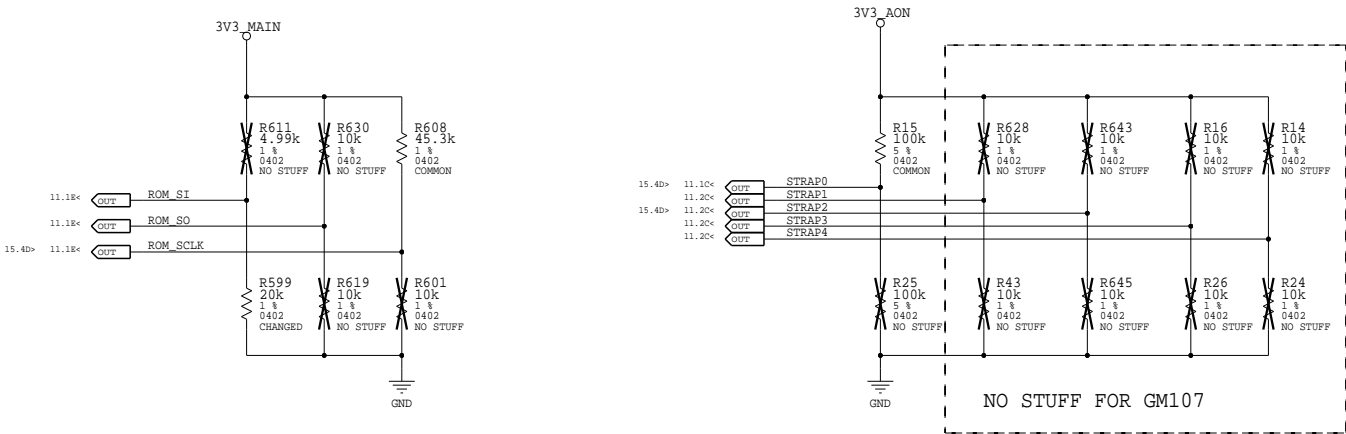 3V3_MAIN
R611
4.99k
1 %
0402
NO STUFF
R630
10k
1 %
0402
NO STUFF
R608
45.3k
1 %
0402
COMMON
11.1E< OUT ROM_SI
11.1E< OUT ROM_SO
15.4D> 11.1E< OUT ROM_SCLK
R599
20k
1 %
0402
CHANGED
R619
10k
1 %
0402
NO STUFF
R601
10k
1 %
0402
NO STUFF
GND
3V3_AON
R15
100k
5 %
0402
COMMON
R628
10k
1 %
0402
NO STUFF
R643
10k
1 %
0402
NO STUFF
R16
10k
1 %
0402
NO STUFF
R14
10k
1 %
0402
NO STUFF
15.4D> 11.1C< OUT STRAP0
11.2C< OUT STRAP1
15.4D> 11.2C< OUT STRAP2
11.2C< OUT STRAP3
11.2C< OUT STRAP4
R25
100k
5 %
0402
NO STUFF
R43
10k
1 %
0402
NO STUFF
R645
10k
1 %
0402
NO STUFF
R26
10k
1 %
0402
NO STUFF
R24
10k
1 %
0402
NO STUFF
GND
NO STUFF FOR GM107